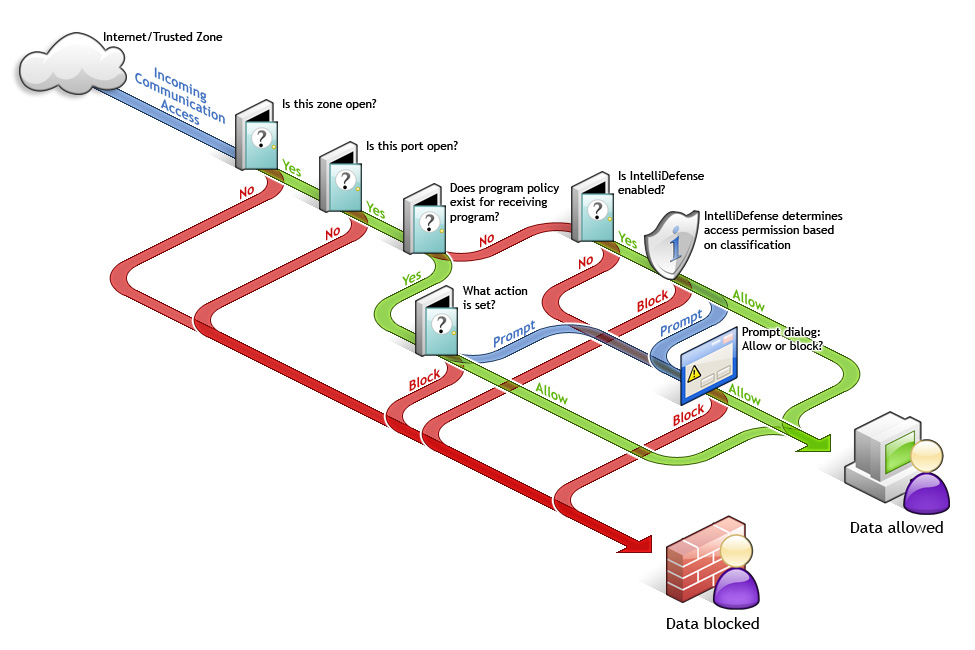 Internet/Trusted Zone
Incoming
Communication
Access
Is this zone open?
?
Yes
No
Is this port open?
?
Yes
No
Does program policy
exist for receiving
program?
?
No
Yes
Is IntelliDefense
enabled?
?
Yes
No
IntelliDefense determines
access permission based
on classification
i
Allow
Block
Prompt
What action
is set?
?
Prompt
Block
Allow
Prompt dialog:
Allow or block?
!
Allow
Block
Data allowed
Data blocked